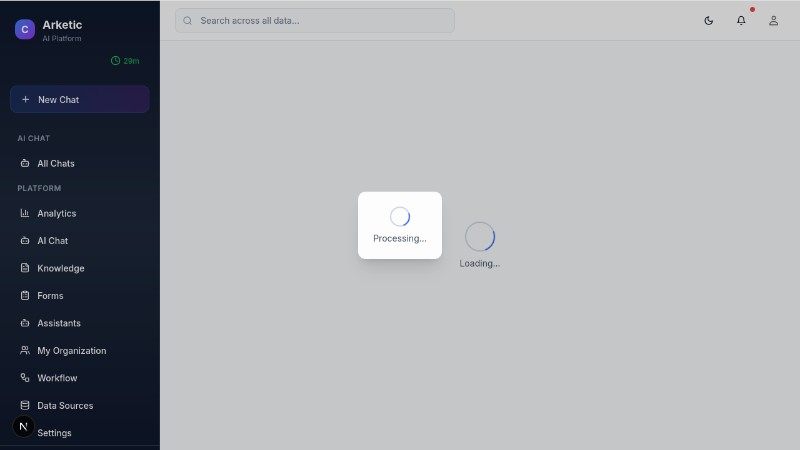 C
Arketic
AI Platform
29m
New Chat
AI CHAT
All Chats
PLATFORM
Analytics
AI Chat
Knowledge
Forms
Assistants
My Organization
Workflow
Data Sources
N
Settings
Search across all data...
Processing...
Loading...